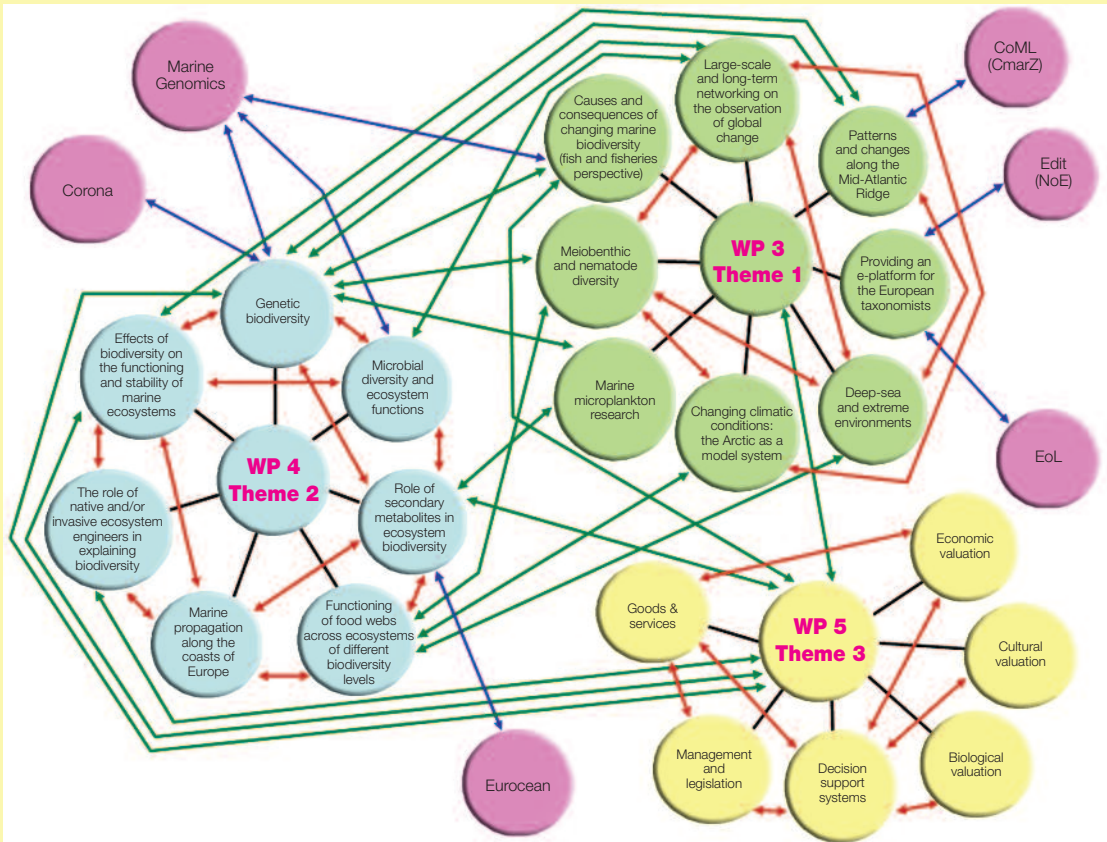 Marine
Genomics
Corona
Causes and
consequences of
changing marine
biodiversity
(fish and fisheries
perspective)
Large-scale
and long-term
networking on
the observation
of global
change
CoML
(CmarZ)
Patterns
and changes
along the
Mid-Atlantic
Ridge
Edit
(NoE)
Meiobenthic
and nematode
diversity
WP 3
Theme 1
Providing an
e-platform for
the European
taxonomists
Marine
microplankton
research
Changing climatic
conditions:
the Arctic as a
model system
Deep-sea
and extreme
environments
EoL
Genetic
biodiversity
Effects of
biodiversity on
the functioning
and stability of
marine
ecosystems
Microbial
diversity and
ecosystem
functions
WP 4
Theme 2
The role of
native and/or
invasive ecosystem
engineers in
explaining
biodiversity
Role of
secondary
metabolites in
ecosystem
biodiversity
Marine
propagation
along the
coasts of
Europe
Functioning
of food webs
across ecosystems
of different
biodiversity
levels
Eurocean
Economic
valuation
Goods &
services
WP 5
Theme 3
Cultural
valuation
Management
and
legislation
Decision
support
systems
Biological
valuation